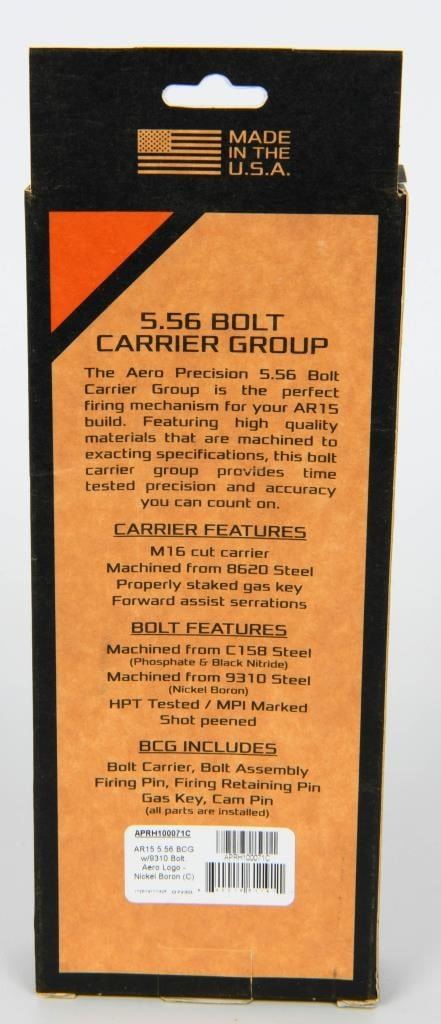 MADE
IN THE
U.S.A.
5.56 BOLT
CARRIER GROUP
The Aero Precision 5.56 Bolt
Carrier Group is the perfect
firing mechanism for your AR15
build. Featuring high quality
materials that are machined to
exacting specifications, this bolt
carrier group provides time
tested precision and accuracy
you can count on.
CARRIER FEATURES
M16 cut carrier
Machined from 8620 Steel
Properly staked gas key
Forward assist serrations
BOLT FEATURES
Machined from C158 Steel
(Phosphate & Black Nitride)
Machined from 9310 Steel
(Nickel Boron)
HPT Tested / MPI Marked
Shot peened
BCG INCLUDES
Bolt Carrier, Bolt Assembly
Firing Pin, Firing Retaining Pin
Gas Key, Cam Pin
(all parts are installed)
APRH100071C
AR15 5.56 BCG
w/9310 Bolt.
Aero Logo -
Nickel Boron (C)
APRH100071C